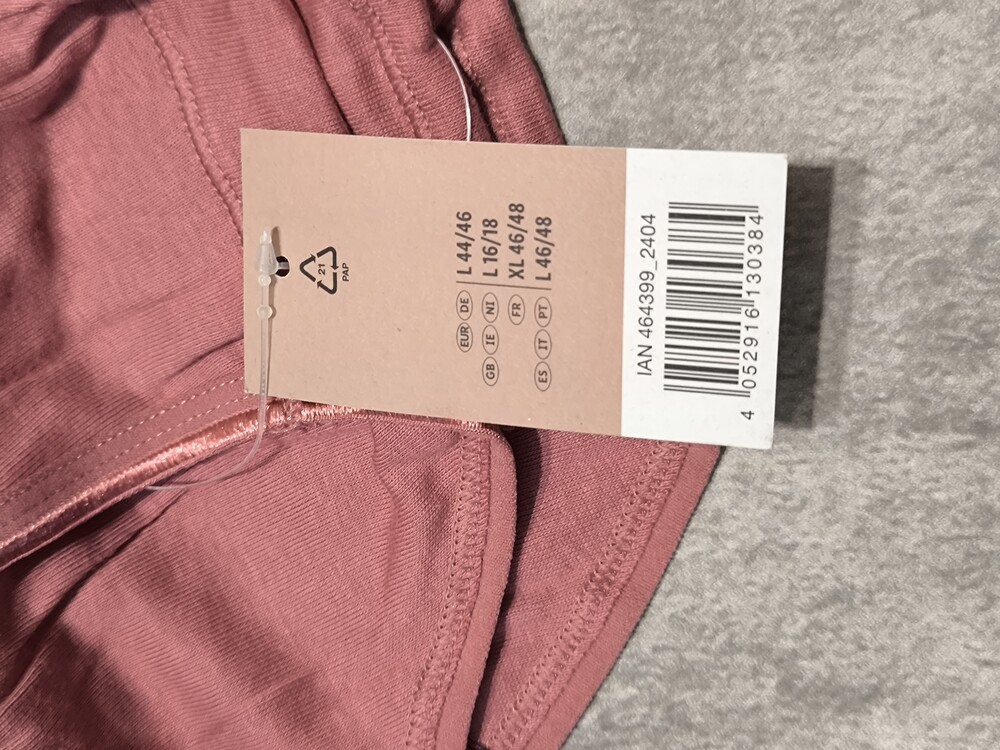 21
PAP
EUR DE L 44/46
GB IE NI L 16/18
FR XL 46/48
ES IT PT L 46/48
IAN 464399_2404
4 052916 130384